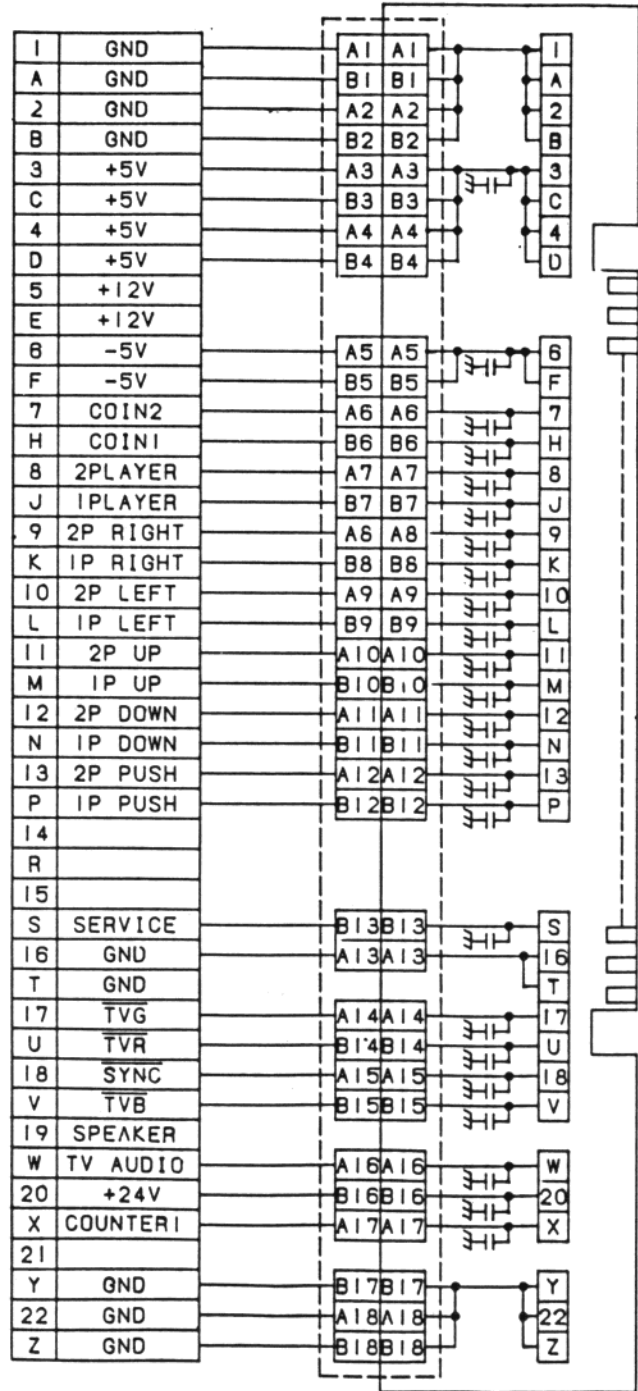 1 GND A1 A1 1
A GND B1 B1 A
2 GND A2 A2 2
B GND B2 B2 B
3 +5V A3 A3 3
C +5V B3 B3 C
4 +5V A4 A4 4
D +5V B4 B4 D
5 +12V
E +12V
6 -5V A5 A5 6
F -5V B5 B5 F
7 COIN2 A6 A6 7
H COIN1 B6 B6 H
8 2PLAYER A7 A7 8
J 1PLAYER B7 B7 J
9 2P RIGHT A8 A8 9
K 1P RIGHT B8 B8 K
10 2P LEFT A9 A9 10
L 1P LEFT B9 B9 L
11 2P UP A10 A10 11
M 1P UP B10 B10 M
12 2P DOWN A11 A11 12
N 1P DOWN B11 B11 N
13 2P PUSH A12 A12 13
P 1P PUSH B12 B12 P
14
R
15
S SERVICE B13 B13 S
16 GND A13 A13 16
T GND T
17 T̅V̅G̅ A14 A14 17
U T̅V̅R̅ B14 B14 U
18 S̅Y̅N̅C̅ A15 A15 18
V T̅V̅B̅ B15 B15 V
19 SPEAKER
W TV AUDIO A16 A16 W
20 +24V B16 B16 20
X COUNTER1 A17 A17 X
21
Y GND B17 B17 Y
22 GND A18 A18 22
Z GND B18 B18 Z